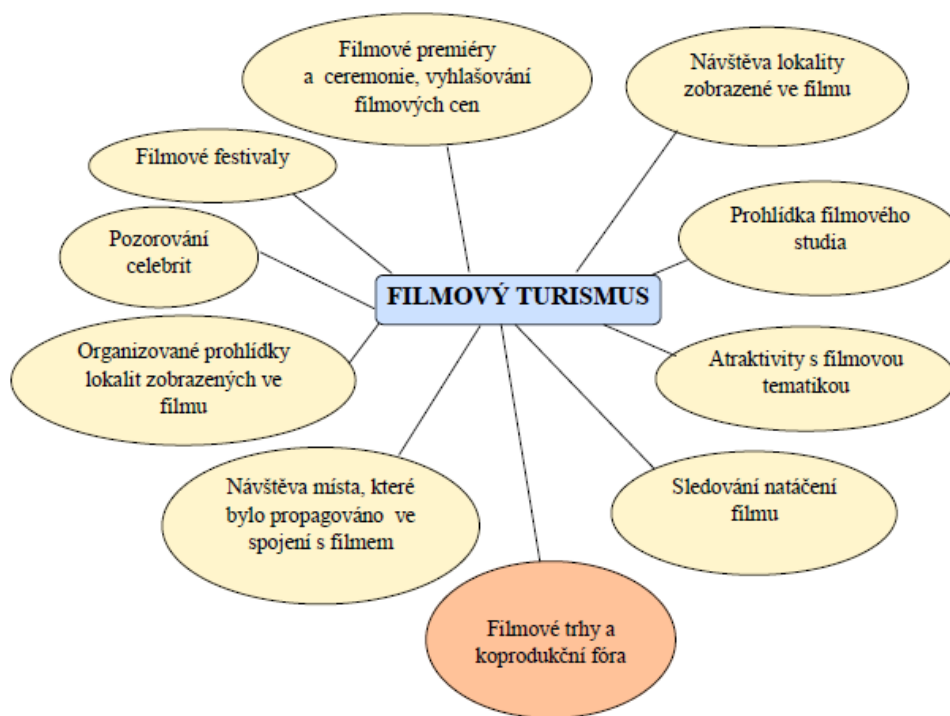 Filmové premiéry
a ceremonie, vyhlašování
filmových cen
Návštěva lokality
zobrazené ve filmu
Filmové festivaly
Prohlídka filmového
studia
Pozorování
celebrit
FILMOVÝ TURISMUS
Organizované prohlídky
lokalit zobrazených ve
filmu
Atraktivity s filmovou
tematikou
Návštěva místa, které
bylo propagováno ve
spojení s filmem
Sledování natáčení
filmu
Filmové trhy a
koprodukční fóra